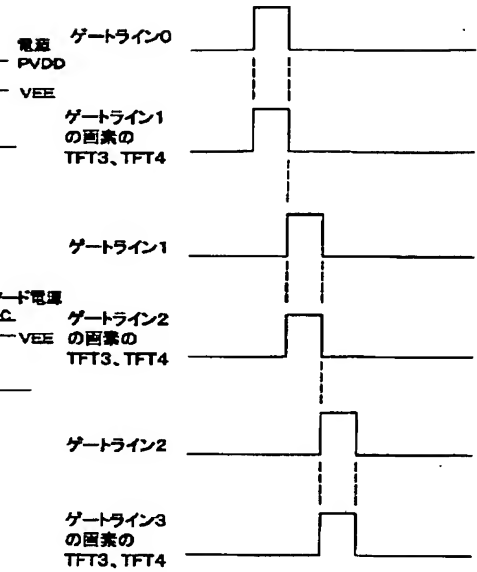 電源
PVDD
VEE
ード電源
C
VEE
ゲートライン0
ゲートライン1
の画素の
TFT3、TFT4
ゲートライン1
ゲートライン2
の画素の
TFT3、TFT4
ゲートライン2
ゲートライン3
の画素の
TFT3、TFT4